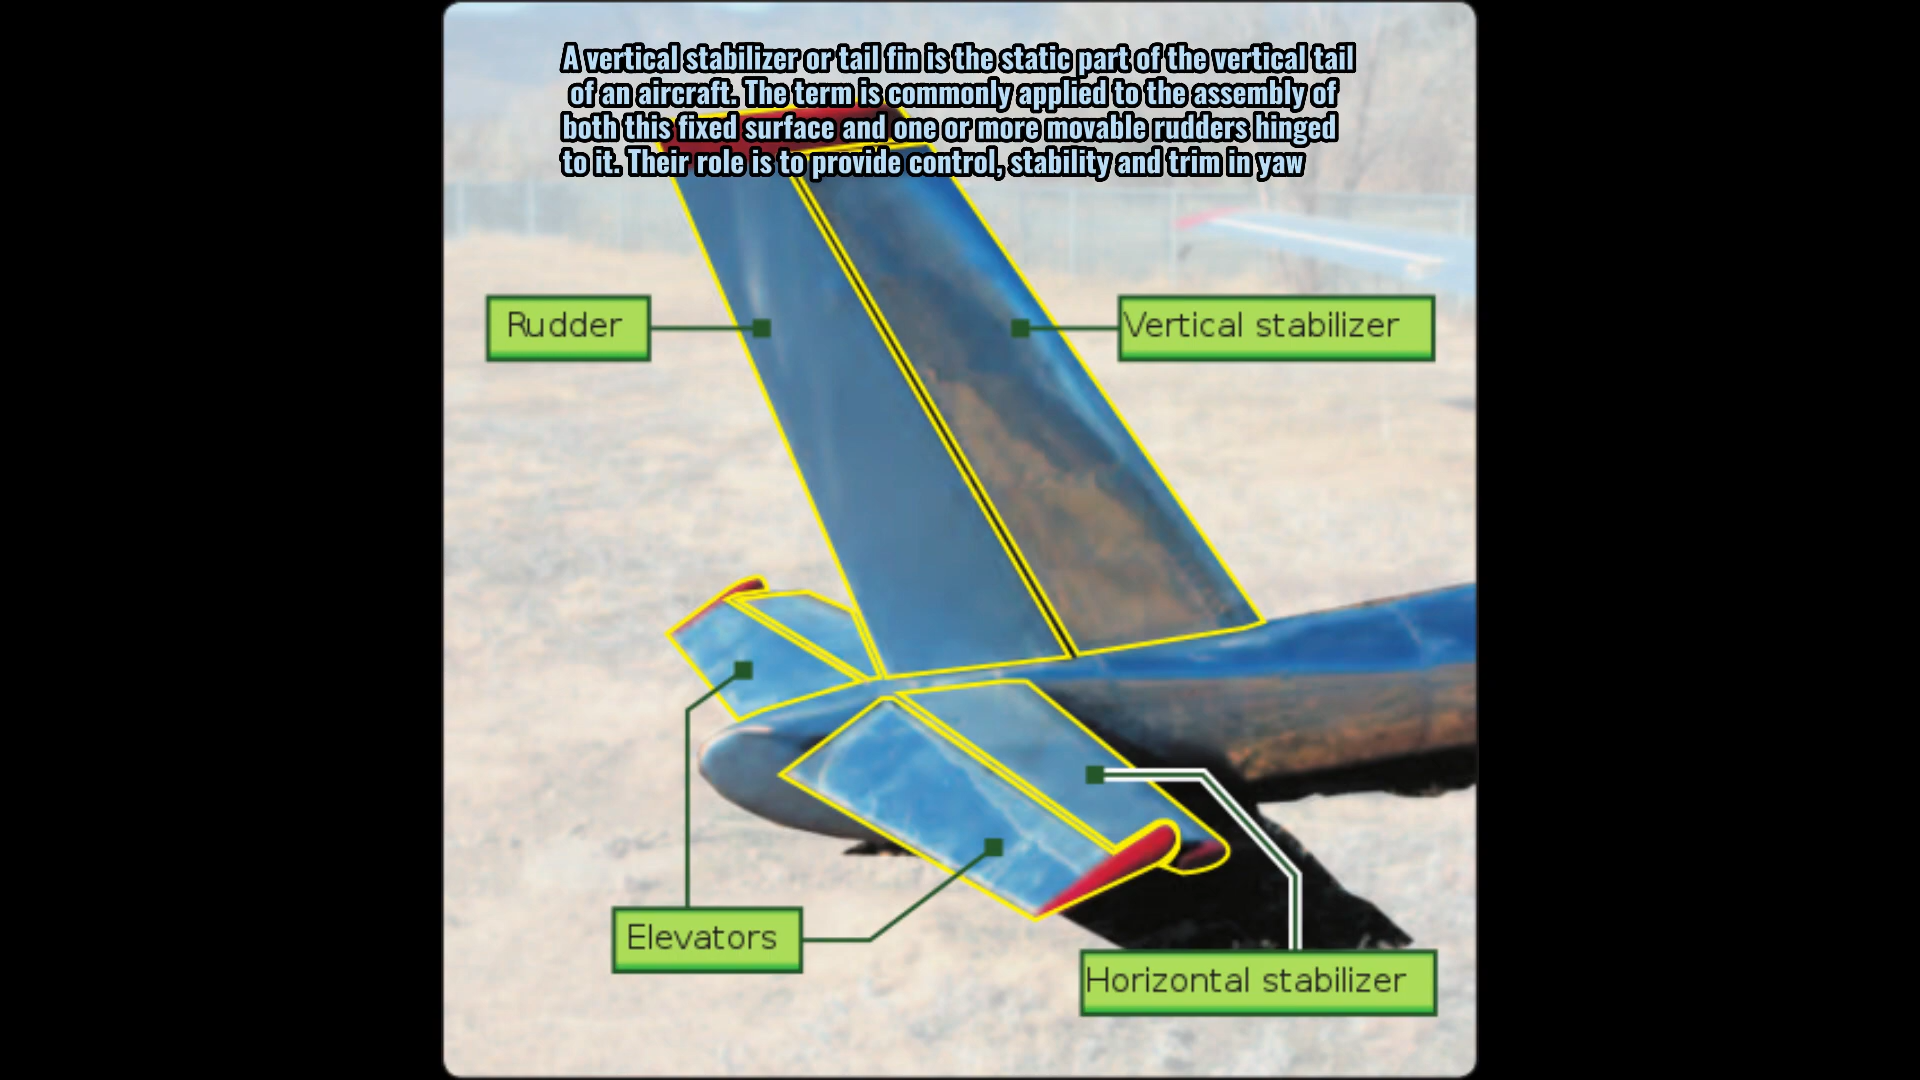 A vertical stabilizer or tail fin is the static part of the vertical tail
of an aircraft. The term is commonly applied to the assembly of
both this fixed surface and one or more movable rudders hinged
to it. Their role is to provide control, stability and trim in yaw
Rudder
Vertical stabilizer
Elevators
Horizontal stabilizer